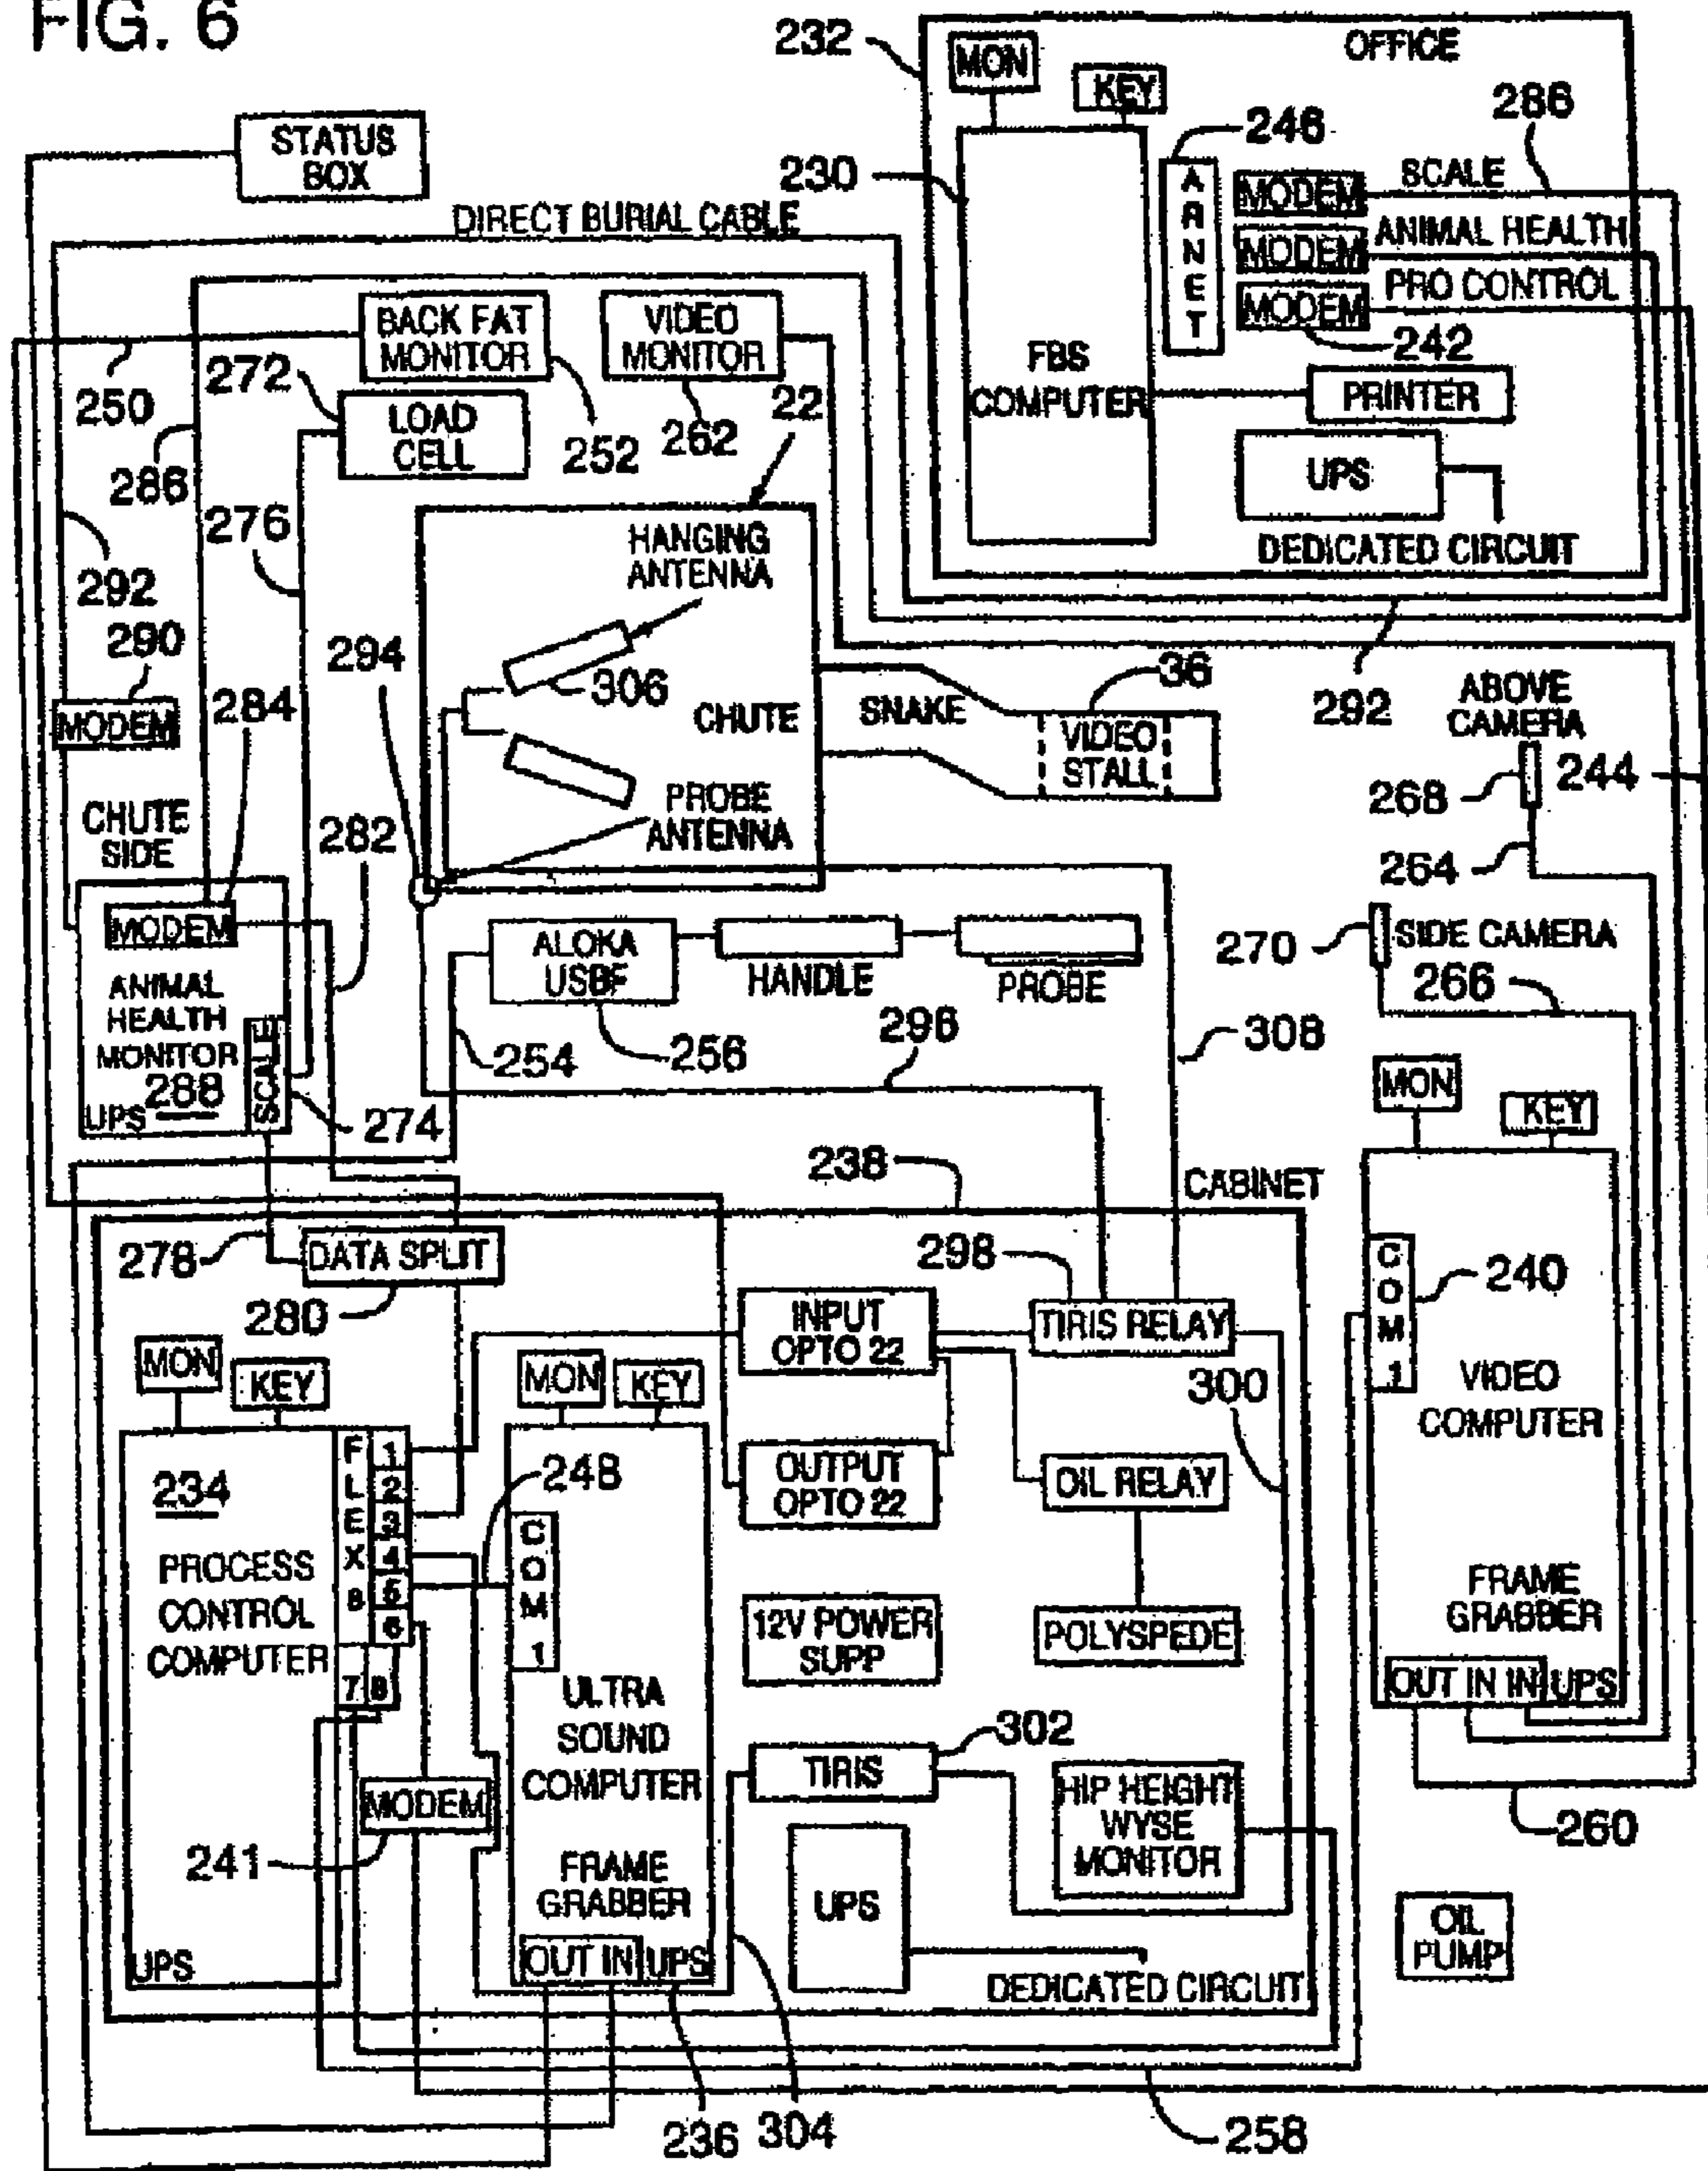 FIG. 6
232
MON
KEY
OFFICE
246
286
230
ARNET
MODEM
SCALE
MODEM
ANIMAL HEALTH
MODEM
PRO CONTROL
242
FBS
COMPUTER
PRINTER
UPS
DEDICATED CIRCUIT
STATUS
BOX
DIRECT BURIAL CABLE
BACK FAT
MONITOR
VIDEO
MONITOR
272
250
LOAD
CELL
252
262
22
286
276
HANGING
ANTENNA
292
290
294
306
CHUTE
SNAKE
36
VIDEO
STALL
292
ABOVE
CAMERA
268
244
MODEM
284
PROBE
ANTENNA
264
CHUTE
SIDE
282
MODEM
ANIMAL
HEALTH
MONITOR
288
UPS
SCALE
274
ALOKA
USBF
HANDLE
PROBE
270
SIDE CAMERA
266
254
256
296
308
MON
KEY
238
CABINET
278
DATA SPLIT
280
298
INPUT
OPTO 22
TIRIS RELAY
COM 1
240
VIDEO
COMPUTER
MON
KEY
MON
KEY
300
FLEX 8
1
2
3
4
5
6
7 8
234
PROCESS
CONTROL
COMPUTER
UPS
248
COM 1
OUTPUT
OPTO 22
OIL RELAY
12V POWER
SUPP
POLYSPEDE
FRAME
GRABBER
OUT IN IN
UPS
ULTRA
SOUND
COMPUTER
302
TIRIS
HIP HEIGHT
WYSE
MONITOR
MODEM
241
260
FRAME
GRABBER
UPS
OIL
PUMP
OUT IN
UPS
DEDICATED CIRCUIT
236
304
258